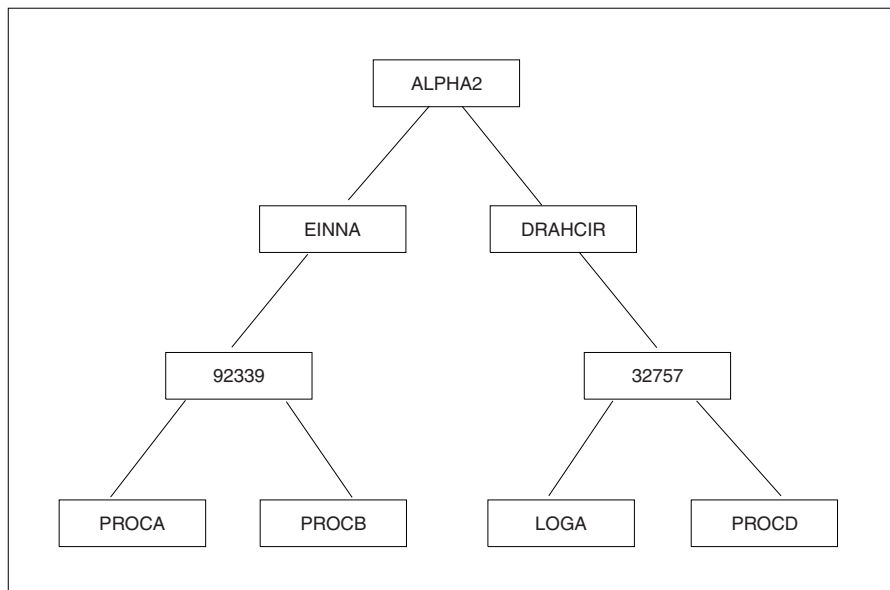 ALPHA2
EINNA
DRAHCIR
92339
32757
PROCA
PROCB
LOGA
PROCD